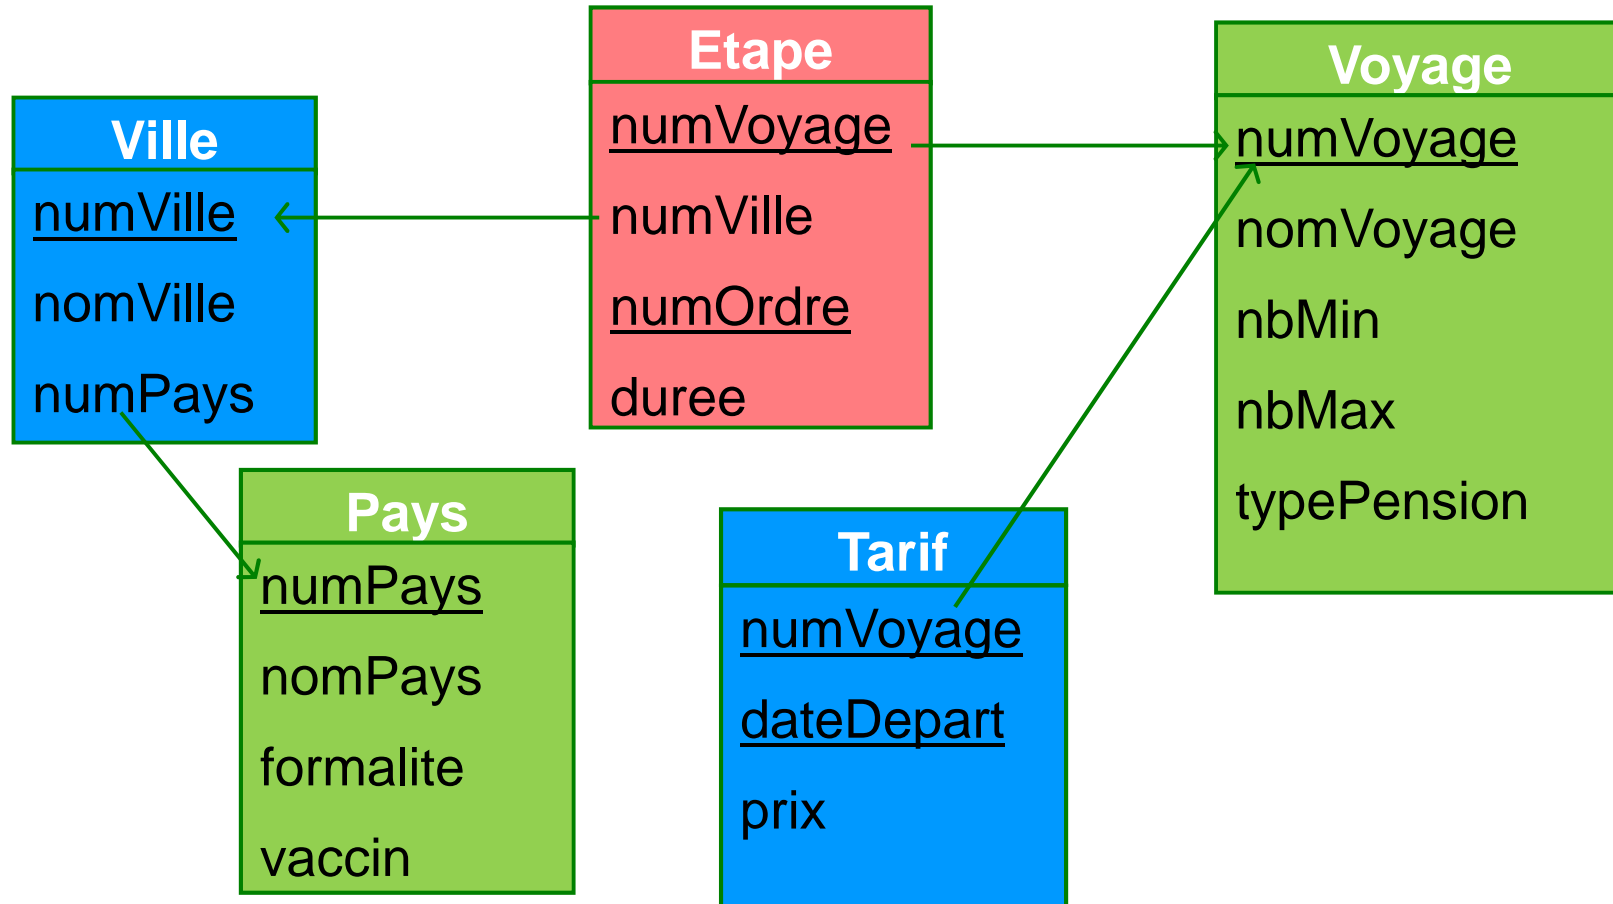 Ville
numVille
nomVille
numPays
Etape
numVoyage
numVille
numOrdre
duree
Voyage
numVoyage
nomVoyage
nbMin
nbMax
typePension
Pays
numPays
nomPays
formalite
vaccin
Tarif
numVoyage
dateDepart
prix